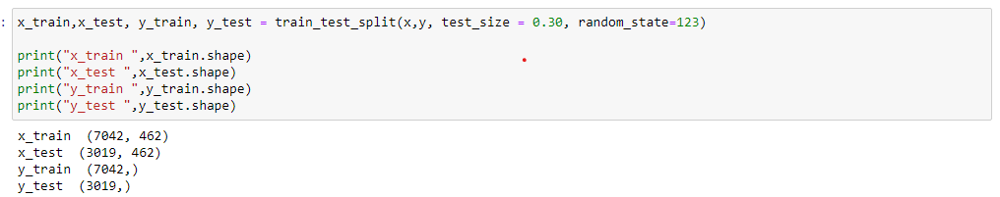 : x_train,x_test, y_train, y_test = train_test_split(x,y, test_size = 0.30, random_state=123)
print("x_train ",x_train.shape)
print("x_test ",x_test.shape)
print("y_train ",y_train.shape)
print("y_test ",y_test.shape)
x_train  (7042, 462)
x_test  (3019, 462)
y_train  (7042,)
y_test  (3019,)